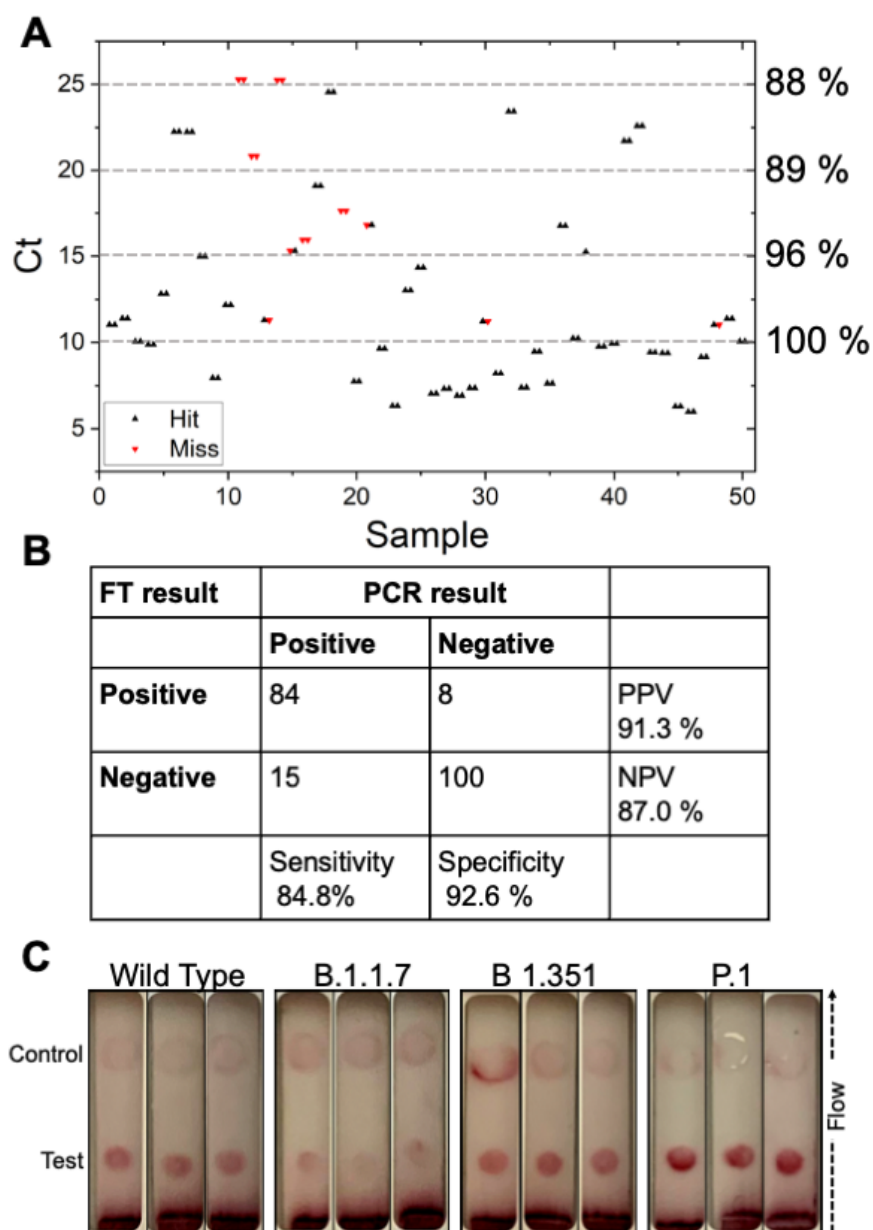 A
25
20
15
10
5
Ct
88 %
89 %
96 %
100 %
Hit
Miss
0 10 20 30 40 50
Sample
B
FT result PCR result
Positive Negative
Positive 84 8 PPV
91.3 %
Negative 15 100 NPV
87.0 %
Sensitivity Specificity
84.8% 92.6 %
C
Wild Type B.1.1.7 B 1.351 P.1
Control
Test
Flow